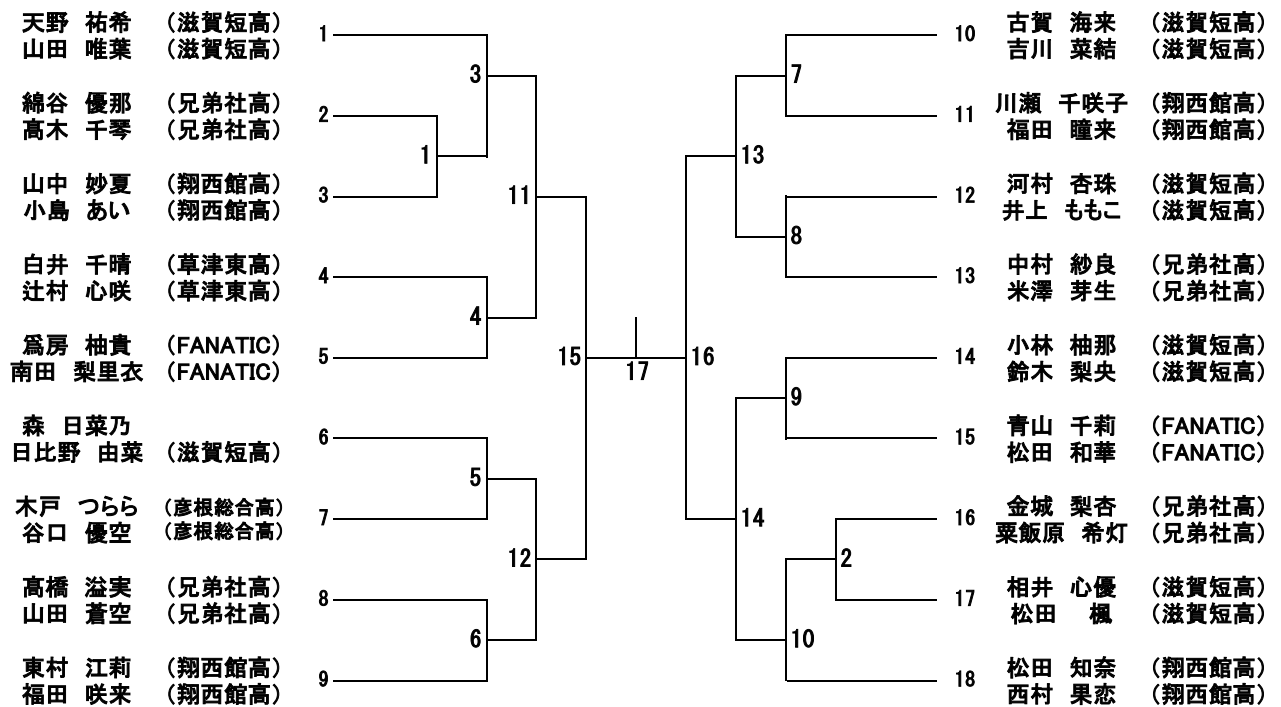 天野 祐希 （滋賀短高）
山田 唯葉 （滋賀短高）
1
綿谷 優那 （兄弟社高）
髙木 千琴 （兄弟社高）
2
山中 妙夏 （翔西館高）
小島 あい （翔西館高）
3
白井 千晴 （草津東高）
辻村 心咲 （草津東高）
4
爲房 柚貴 （FANATIC）
南田 梨里衣 （FANATIC）
5
森 日菜乃
日比野 由菜 （滋賀短高）
6
木戸 つらら （彦根総合高）
谷口 優空 （彦根総合高）
7
髙橋 溢実 （兄弟社高）
山田 蒼空 （兄弟社高）
8
東村 江莉 （翔西館高）
福田 咲来 （翔西館高）
9
3
1
11
4
15
5
12
6
17
16
7
13
8
9
14
2
10
10
古賀 海来 （滋賀短高）
吉川 菜結 （滋賀短高）
11
川瀬 千咲子 （翔西館高）
福田 瞳来 （翔西館高）
12
河村 杏珠 （滋賀短高）
井上 ももこ （滋賀短高）
13
中村 紗良 （兄弟社高）
米澤 芽生 （兄弟社高）
14
小林 柚那 （滋賀短高）
鈴木 梨央 （滋賀短高）
15
青山 千莉 （FANATIC）
松田 和華 （FANATIC）
16
金城 梨杏 （兄弟社高）
粟飯原 希灯 （兄弟社高）
17
相井 心優 （滋賀短高）
松田 楓 （滋賀短高）
18
松田 知奈 （翔西館高）
西村 果恋 （翔西館高）